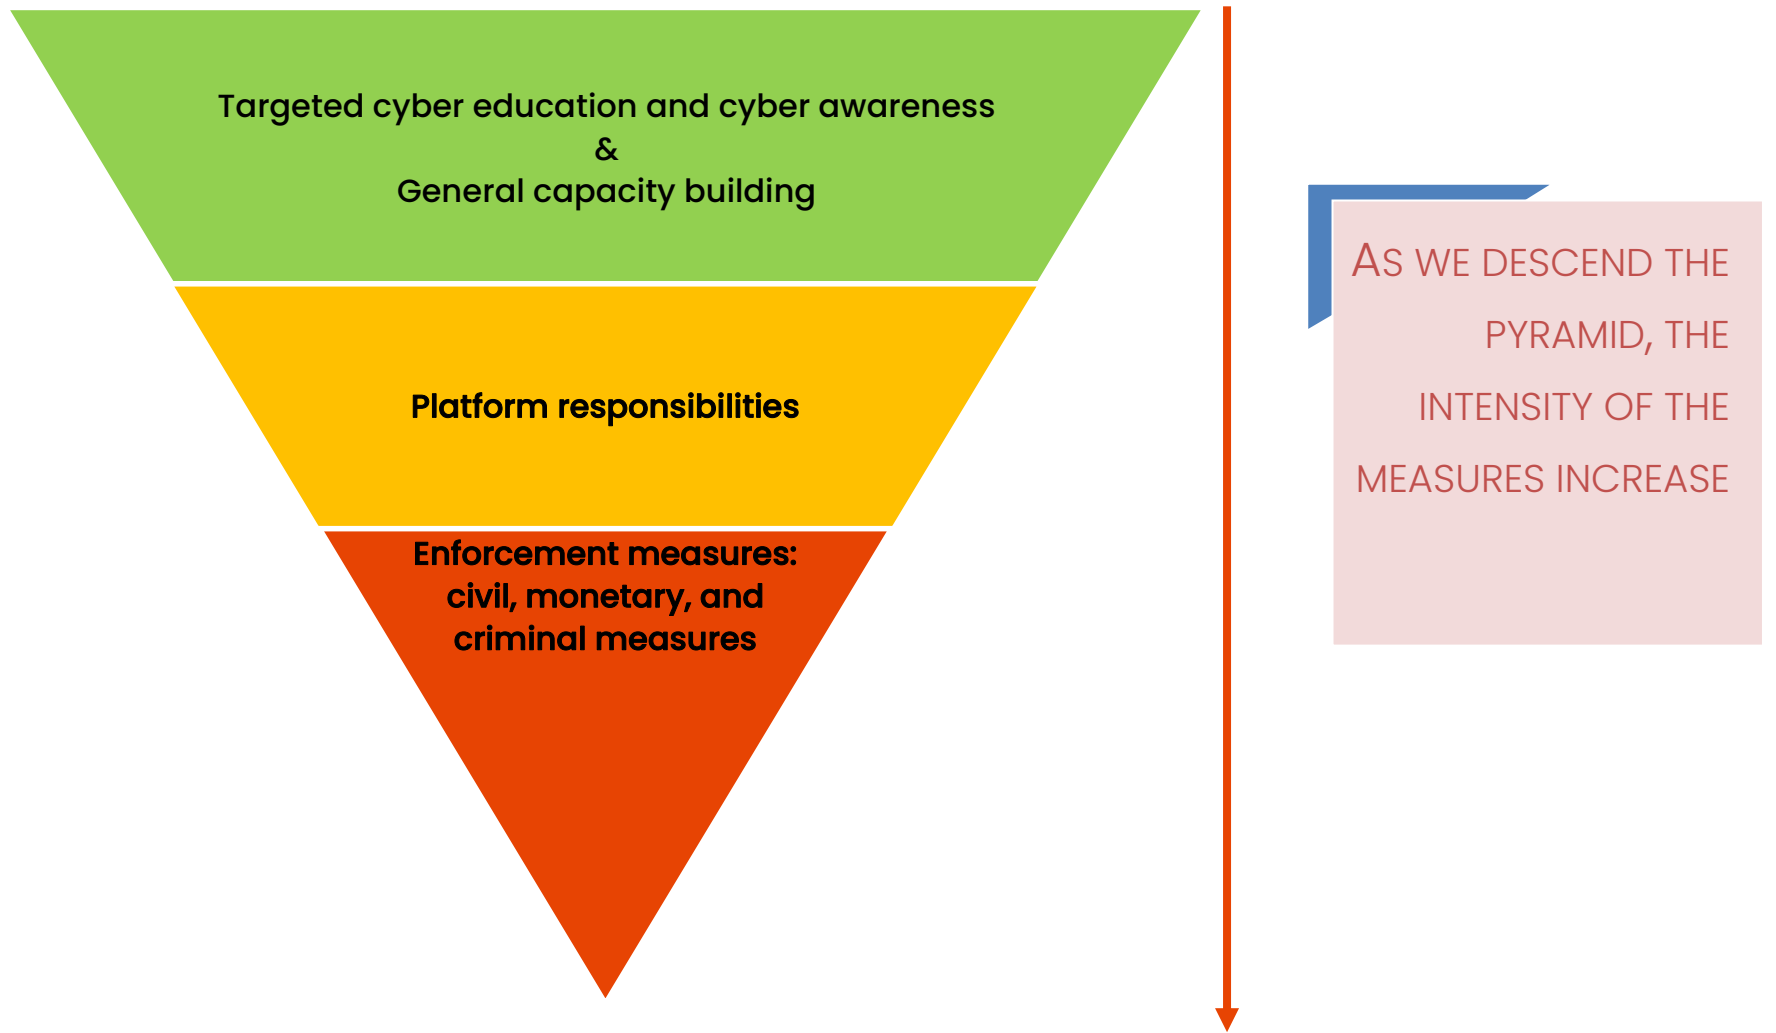 Targeted cyber education and cyber awareness
&
General capacity building
Platform responsibilities
Enforcement measures:
civil, monetary, and
criminal measures
AS WE DESCEND THE
PYRAMID, THE
INTENSITY OF THE
MEASURES INCREASE